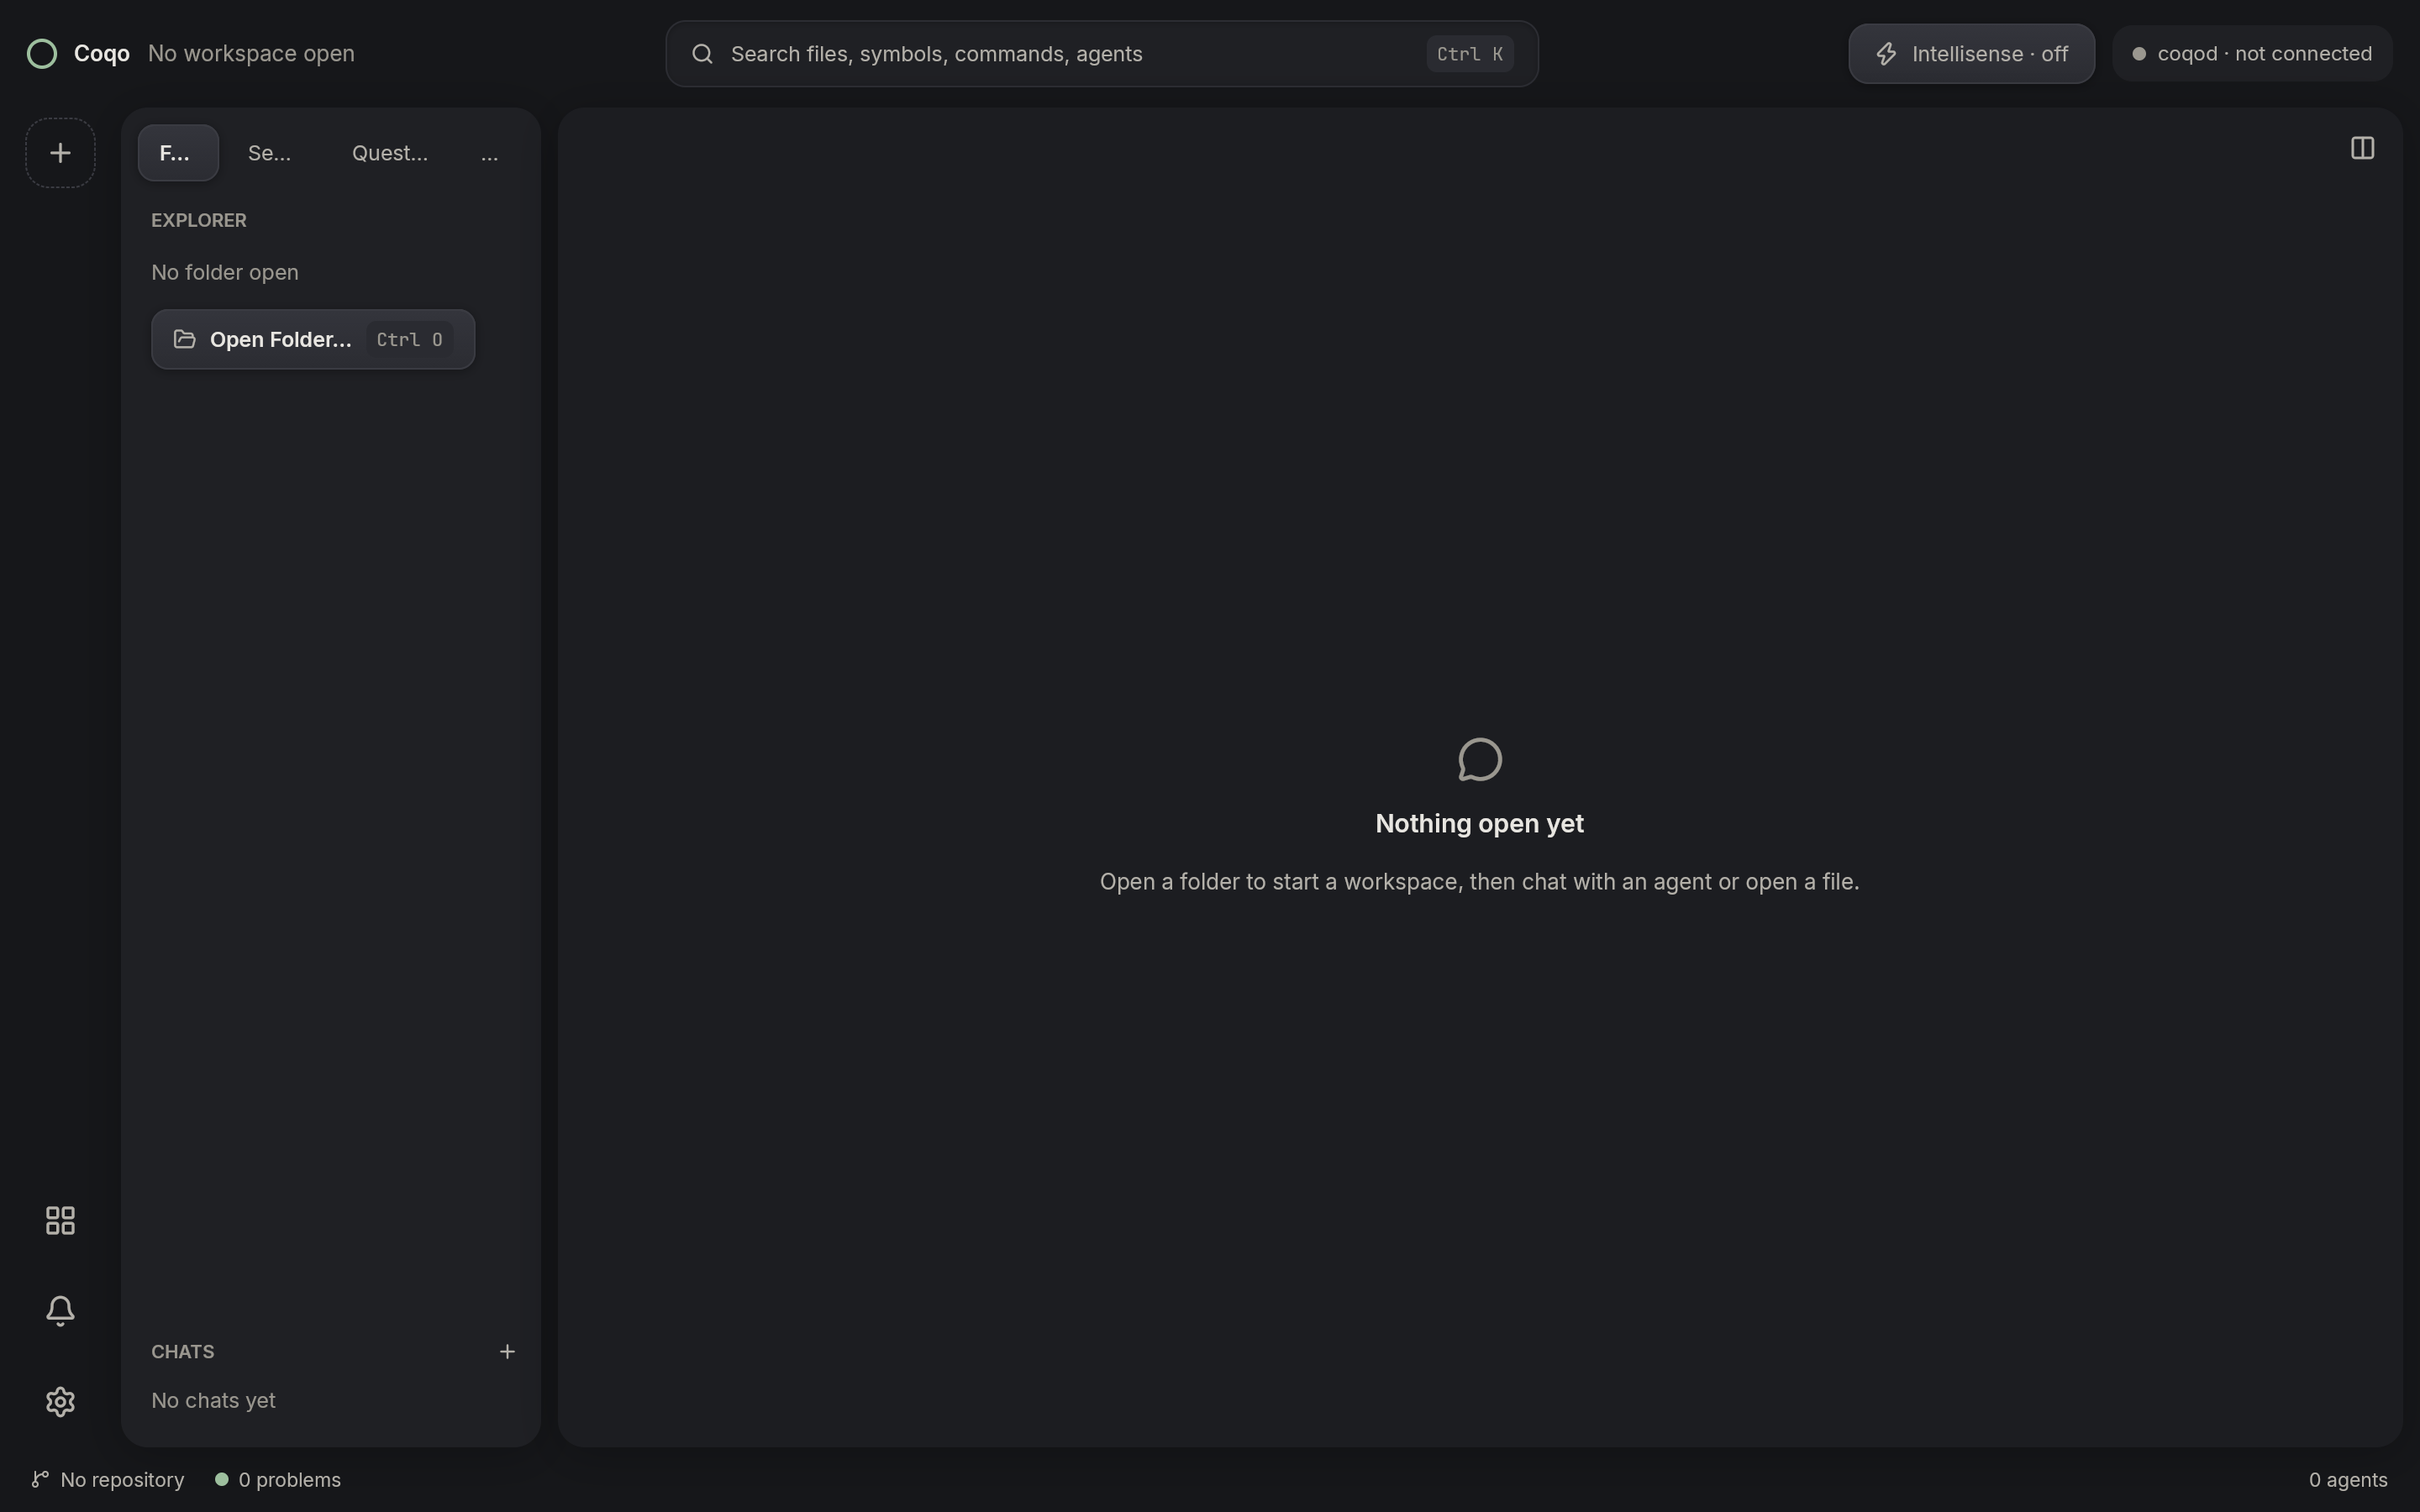 Coqo No workspace open
Search files, symbols, commands, agents Ctrl K
Intellisense · off
coqod · not connected
F... Se... Quest... ...
EXPLORER
No folder open
Open Folder... Ctrl O
Nothing open yet
Open a folder to start a workspace, then chat with an agent or open a file.
CHATS
No chats yet
No repository 0 problems
0 agents